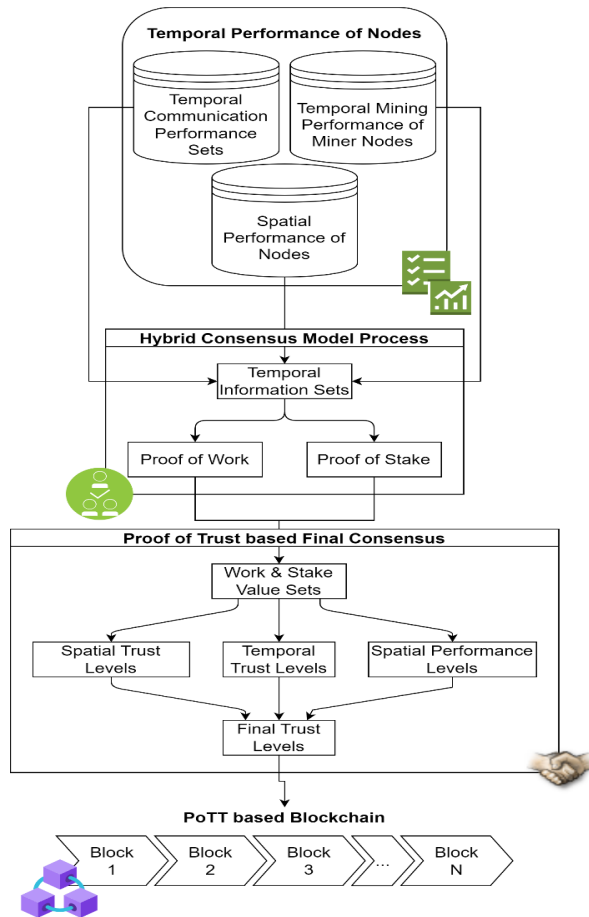 Temporal Performance of Nodes
Temporal
Communication
Performance
Sets
Temporal Mining
Performance of
Miner Nodes
Spatial
Performance of
Nodes
Hybrid Consensus Model Process
Temporal
Information Sets
Proof of Work
Proof of Stake
Proof of Trust based Final Consensus
Work & Stake
Value Sets
Spatial Trust
Levels
Temporal
Trust Levels
Spatial Performance
Levels
Final Trust
Levels
PoTT based Blockchain
Block
1
Block
2
Block
3
...
Block
N